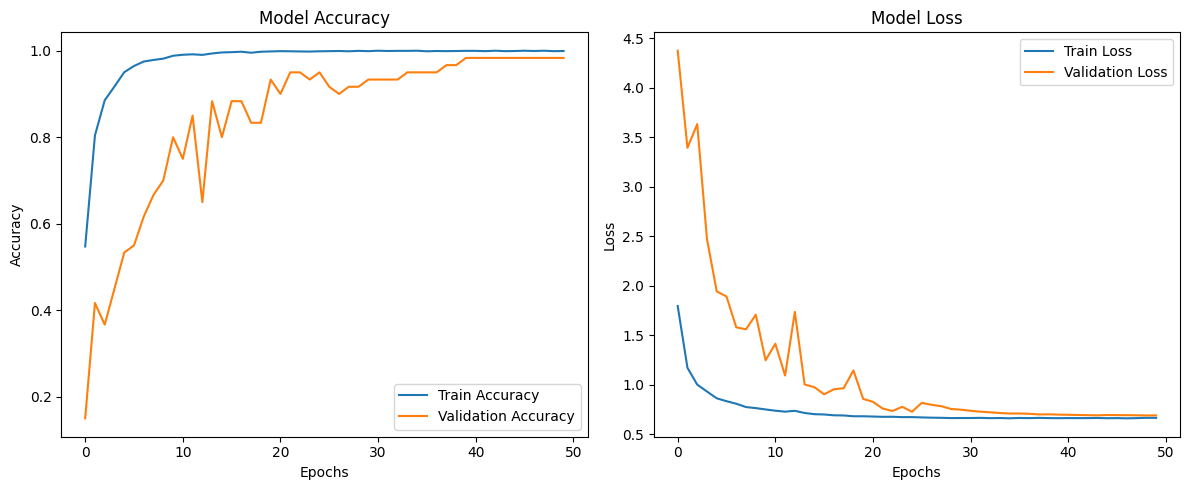 Model Accuracy
Accuracy
1.0
0.8
0.6
0.4
0.2
0 10 20 30 40 50
Epochs
Train Accuracy
Validation Accuracy
Model Loss
Loss
4.5
4.0
3.5
3.0
2.5
2.0
1.5
1.0
0.5
0 10 20 30 40 50
Epochs
Train Loss
Validation Loss